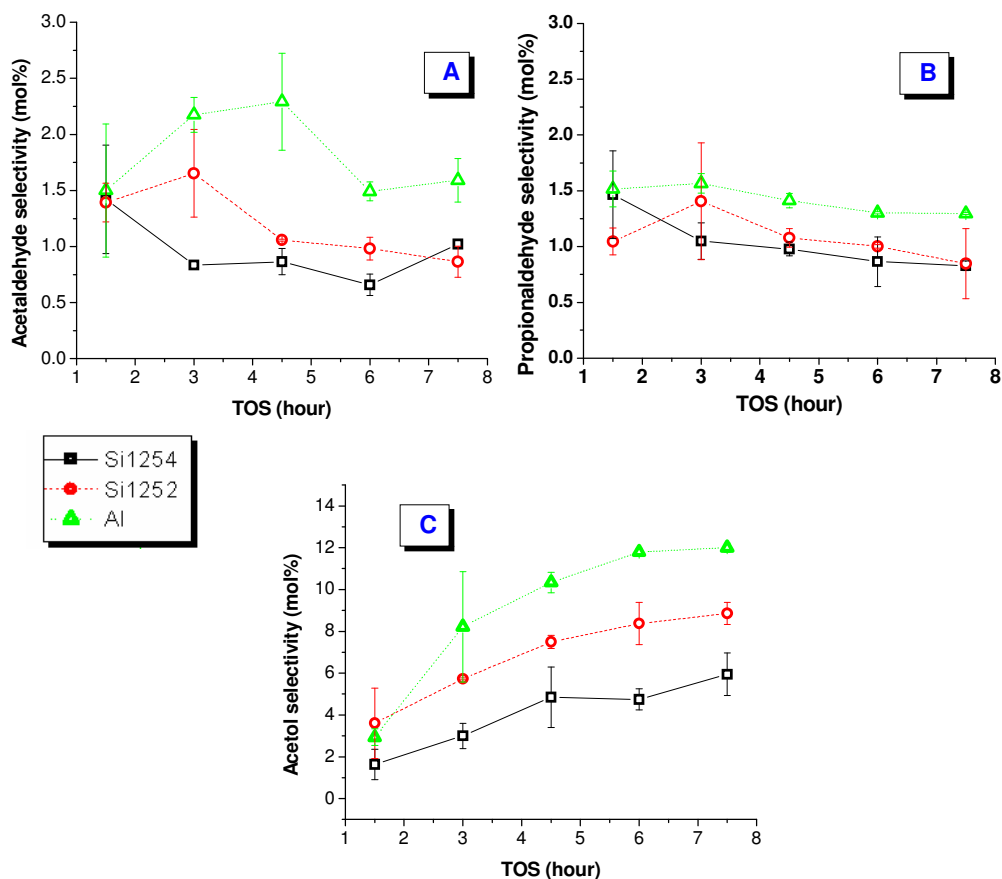 A
Acetaldehyde selectivity (mol%)
3.0
2.5
2.0
1.5
1.0
0.5
0.0
1 2 3 4 5 6 7 8
TOS (hour)
B
Propionaldehyde selectivity (mol%)
3.0
2.5
2.0
1.5
1.0
0.5
0.0
1 2 3 4 5 6 7 8
TOS (hour)
Si1254
Si1252
Al
C
Acetol selectivity (mol%)
14
12
10
8
6
4
2
0
1 2 3 4 5 6 7 8
TOS (hour)